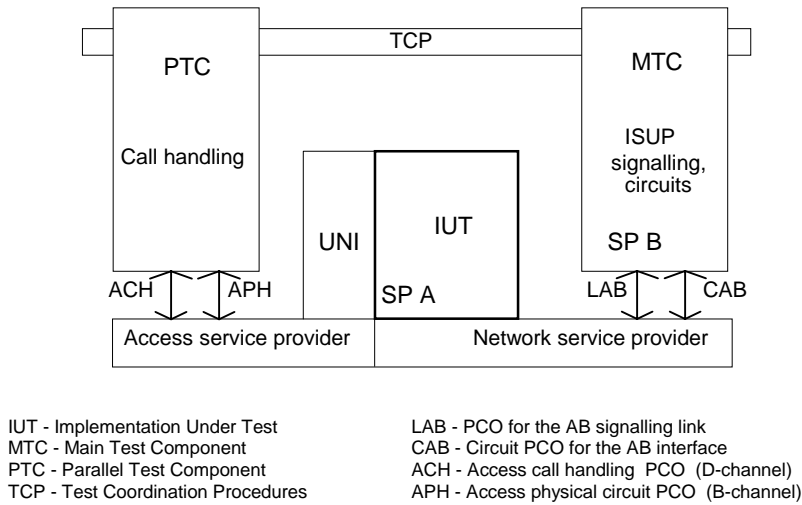 TCP
PTC
MTC
Call handling
ISUP
signalling,
circuits
UNI
IUT
SP B
SP A
ACH
APH
LAB
CAB
Access service provider
Network service provider
IUT - Implementation Under Test
MTC - Main Test Component
PTC - Parallel Test Component
TCP - Test Coordination Procedures
LAB - PCO for the AB signalling link
CAB - Circuit PCO for the AB interface
ACH - Access call handling PCO (D-channel)
APH - Access physical circuit PCO (B-channel)